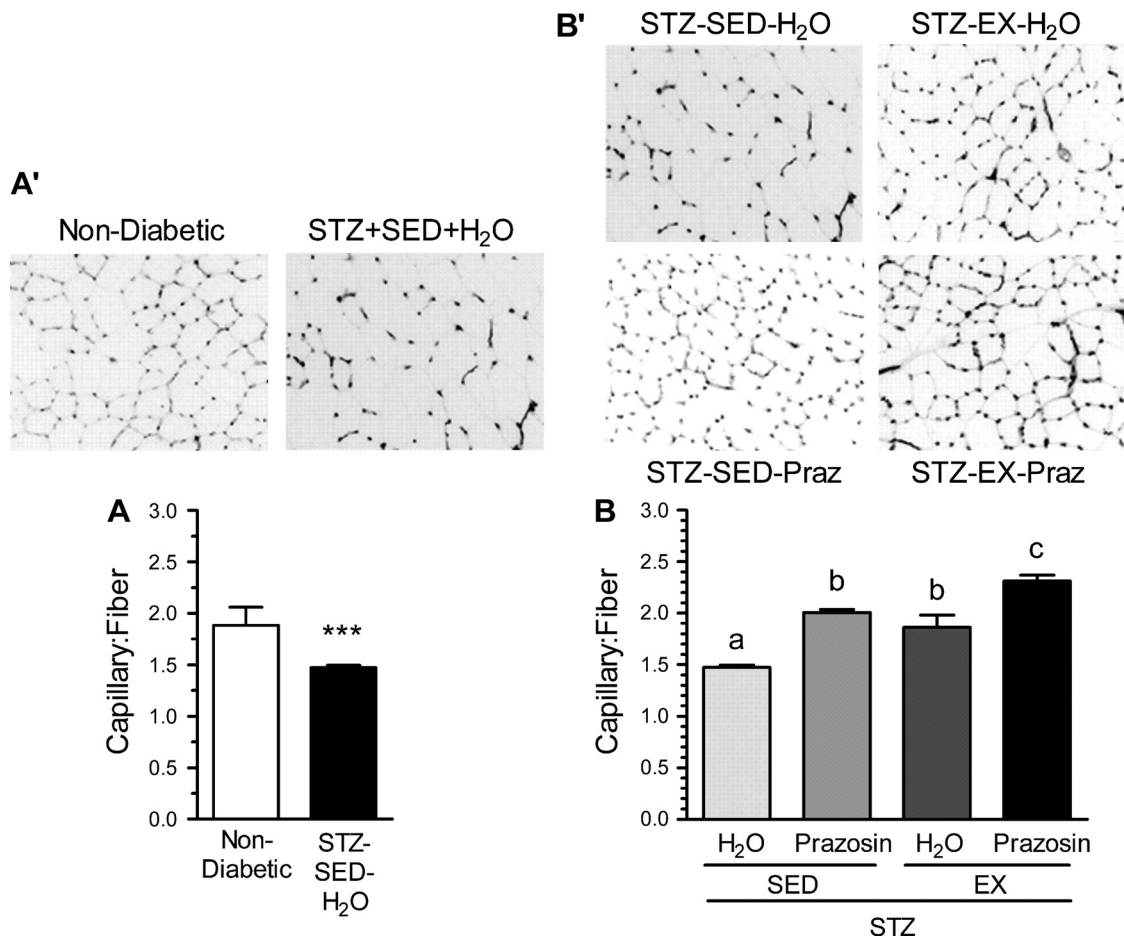 A'
Non-Diabetic
STZ+SED+H₂O
B'
STZ-SED-H₂O
STZ-EX-H₂O
STZ-SED-Praz
STZ-EX-Praz
A
Capillary:Fiber
3.0
2.5
2.0
1.5
1.0
0.5
0.0
***
Non-
Diabetic
STZ-
SED-
H₂O
B
Capillary:Fiber
3.0
2.5
2.0
1.5
1.0
0.5
0.0
a
b
b
c
H₂O
Prazosin
H₂O
Prazosin
SED
EX
STZ